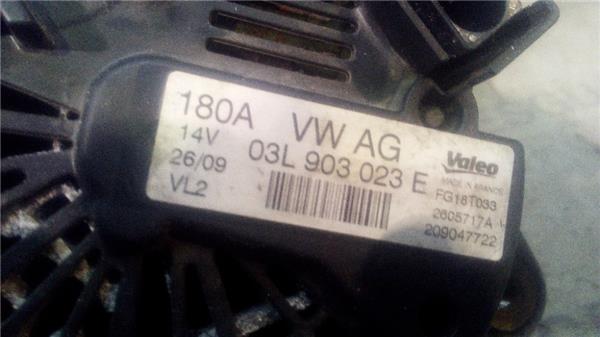 180A VW AG
14V 03L 903 023 E
26/09
VL2
Valeo
MADE IN FRANCE
FG18T033
2605717A
209047722